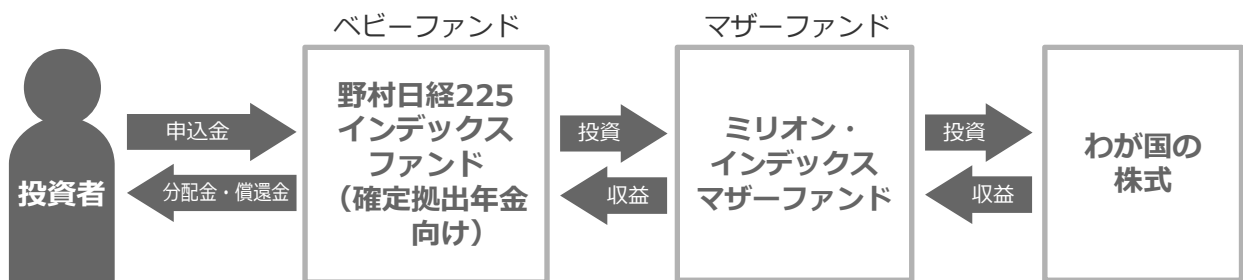 ベビーファンド
マザーファンド
投資者
申込金
分配金・償還金
野村日経225
インデックス
ファンド
(確定拠出年金
向け)
投資
収益
ミリオン・
インデックス
マザーファンド
投資
収益
わが国の
株式